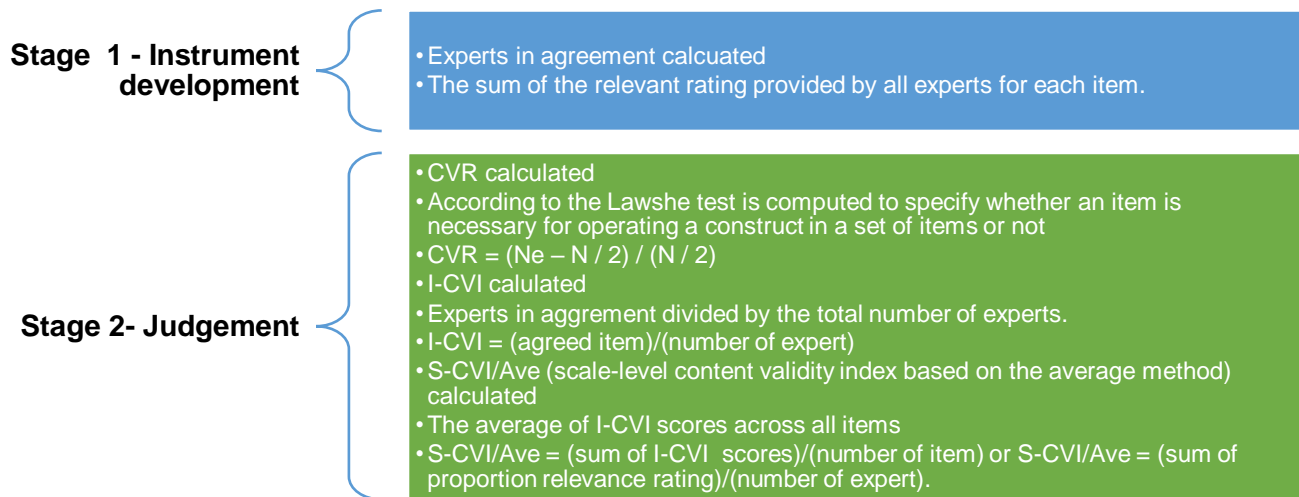 Stage 1 - Instrument
development
• Experts in agreement calcuated
• The sum of the relevant rating provided by all experts for each item.
Stage 2- Judgement
• CVR calculated
• According to the Lawshe test is computed to specify whether an item is
necessary for operating a construct in a set of items or not
• CVR = (Ne – N / 2) / (N / 2)
• I-CVI calulated
• Experts in aggrement divided by the total number of experts.
• I-CVI = (agreed item)/(number of expert)
• S-CVI/Ave (scale-level content validity index based on the average method)
calculated
• The average of I-CVI scores across all items
• S-CVI/Ave = (sum of I-CVI scores)/(number of item) or S-CVI/Ave = (sum of
proportion relevance rating)/(number of expert).